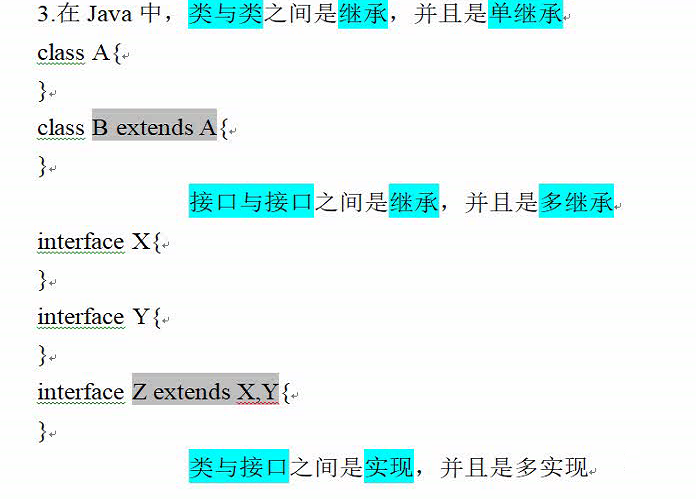 3.在 Java 中，类与类之间是继承，并且是单继承
class A{
}
class B extends A{
}
接口与接口之间是继承，并且是多继承
interface X{
}
interface Y{
}
interface Z extends X,Y{
}
类与接口之间是实现，并且是多实现